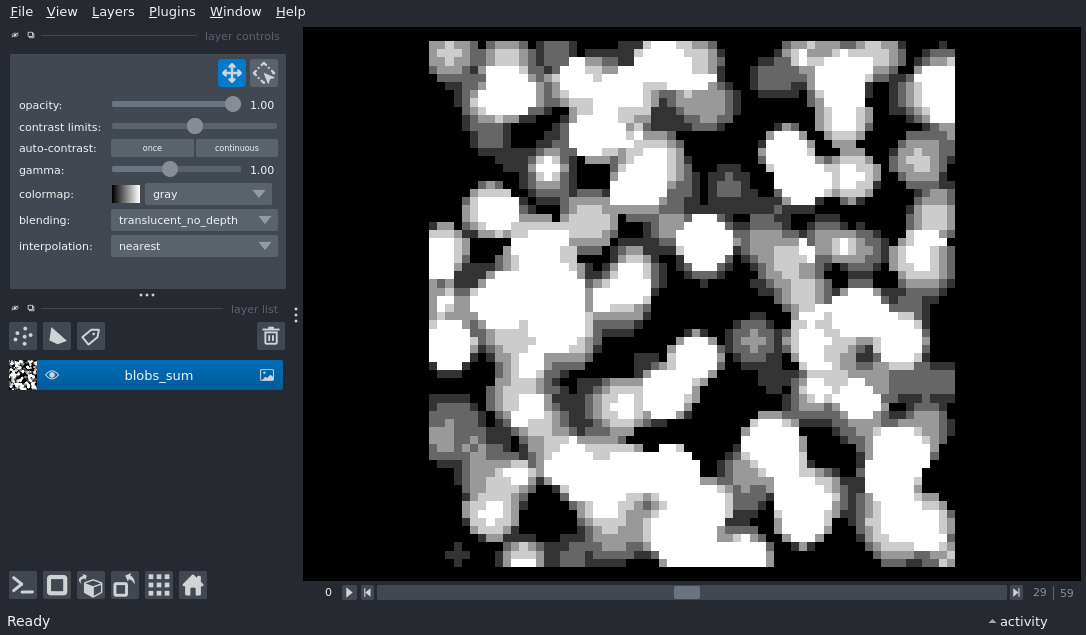 File View Layers Plugins Window Help
layer controls
opacity: 1.00
contrast limits:
auto-contrast: once continuous
gamma: 1.00
colormap: gray
blending: translucent_no_depth
interpolation: nearest
layer list
blobs_sum
0 29 59
Ready activity